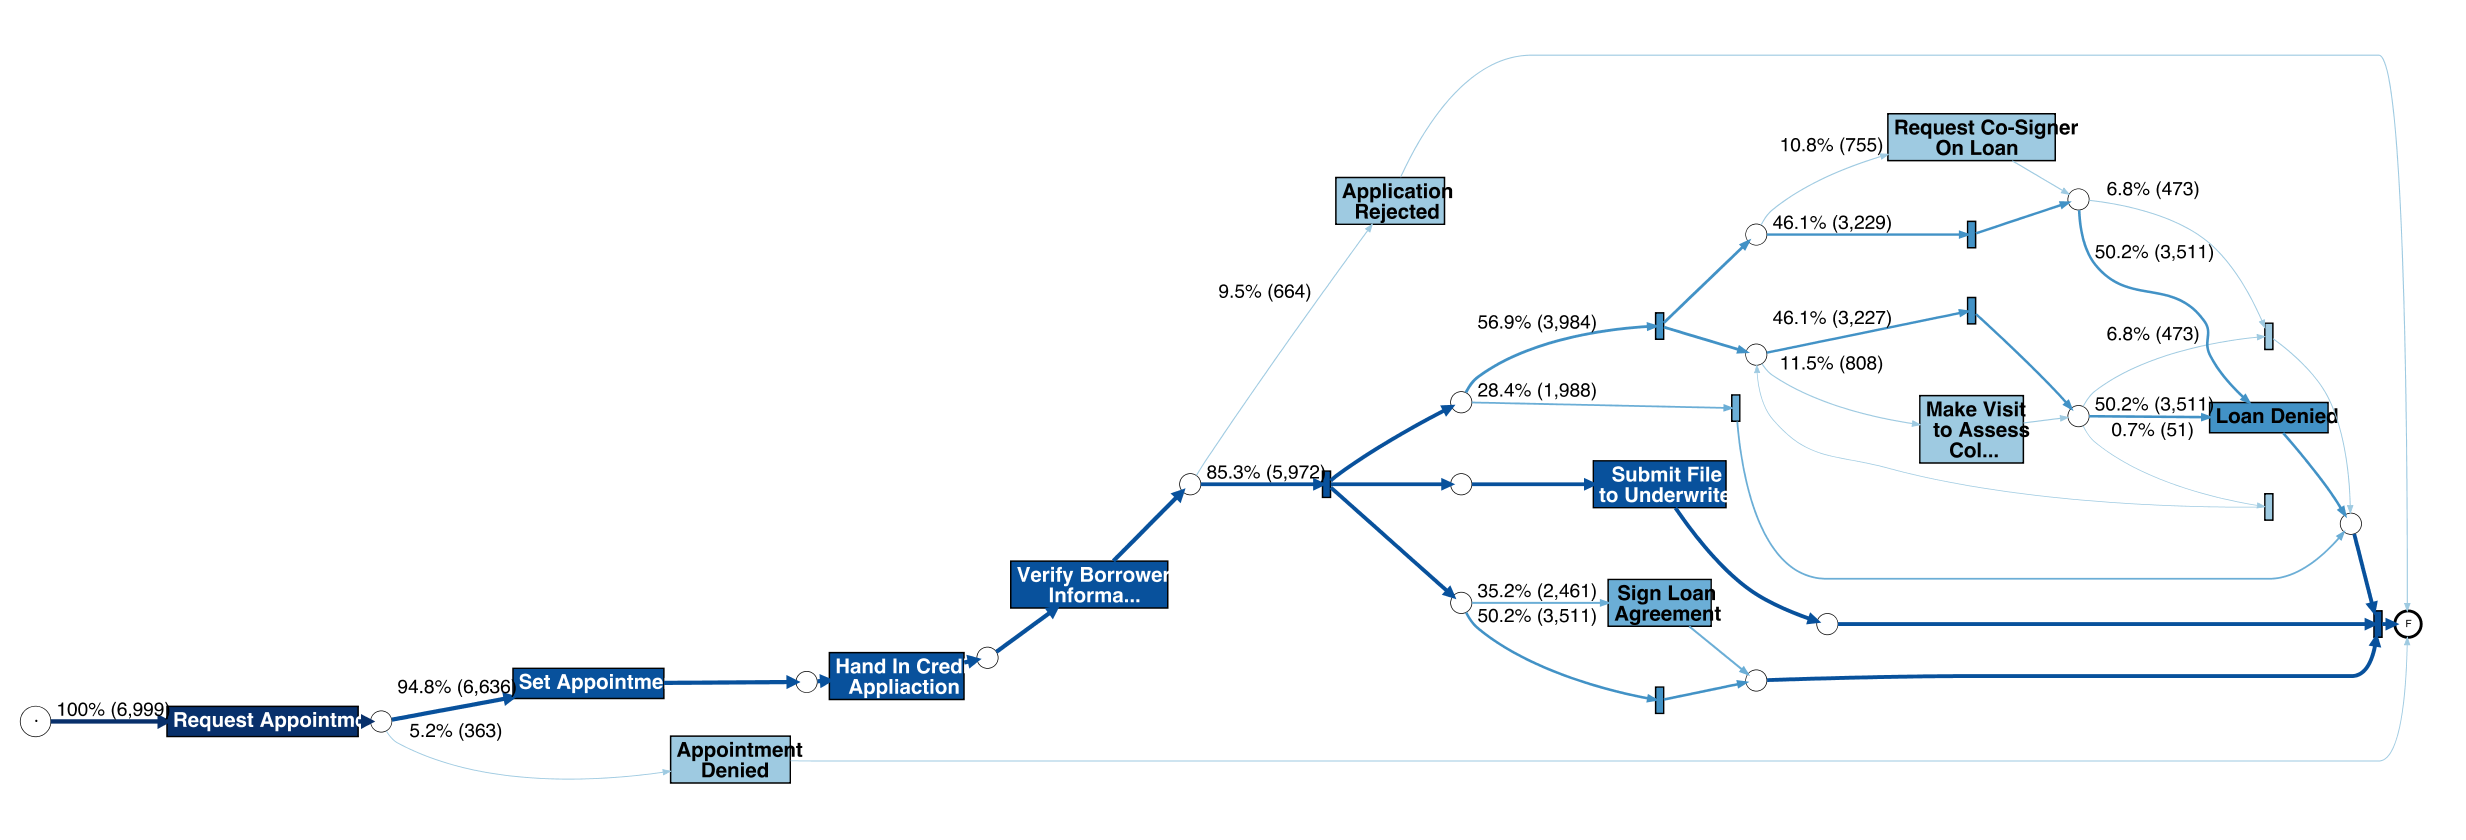 Request Co-Signer
On Loan
10.8% (755)
6.8% (473)
Application
Rejected
46.1% (3,229)
50.2% (3,511)
9.5% (664)
56.9% (3,984)
46.1% (3,227)
6.8% (473)
11.5% (808)
28.4% (1,988)
Make Visit
to Assess
Col...
50.2% (3,511)
Loan Denied
0.7% (51)
85.3% (5,972)
Submit File
to Underwrite
Verify Borrower
Informa...
35.2% (2,461)
Sign Loan
Agreement
50.2% (3,511)
F
Hand In Cred
Appliaction
94.8% (6,636)
Set Appointme
100% (6,999)
Request Appointm
5.2% (363)
Appointment
Denied